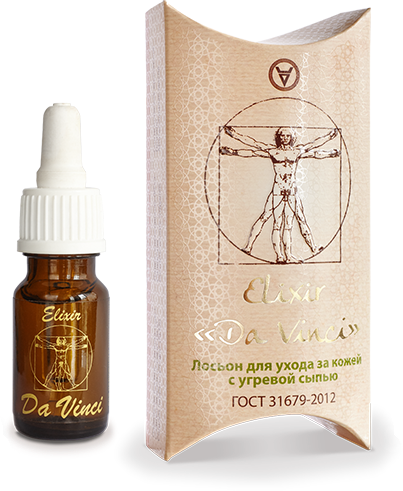 Elixir
Da Vinci
Elixir
«Da Vinci»
Лосьон для ухода за кожей
с угревой сыпью
ГОСТ 31679-2012